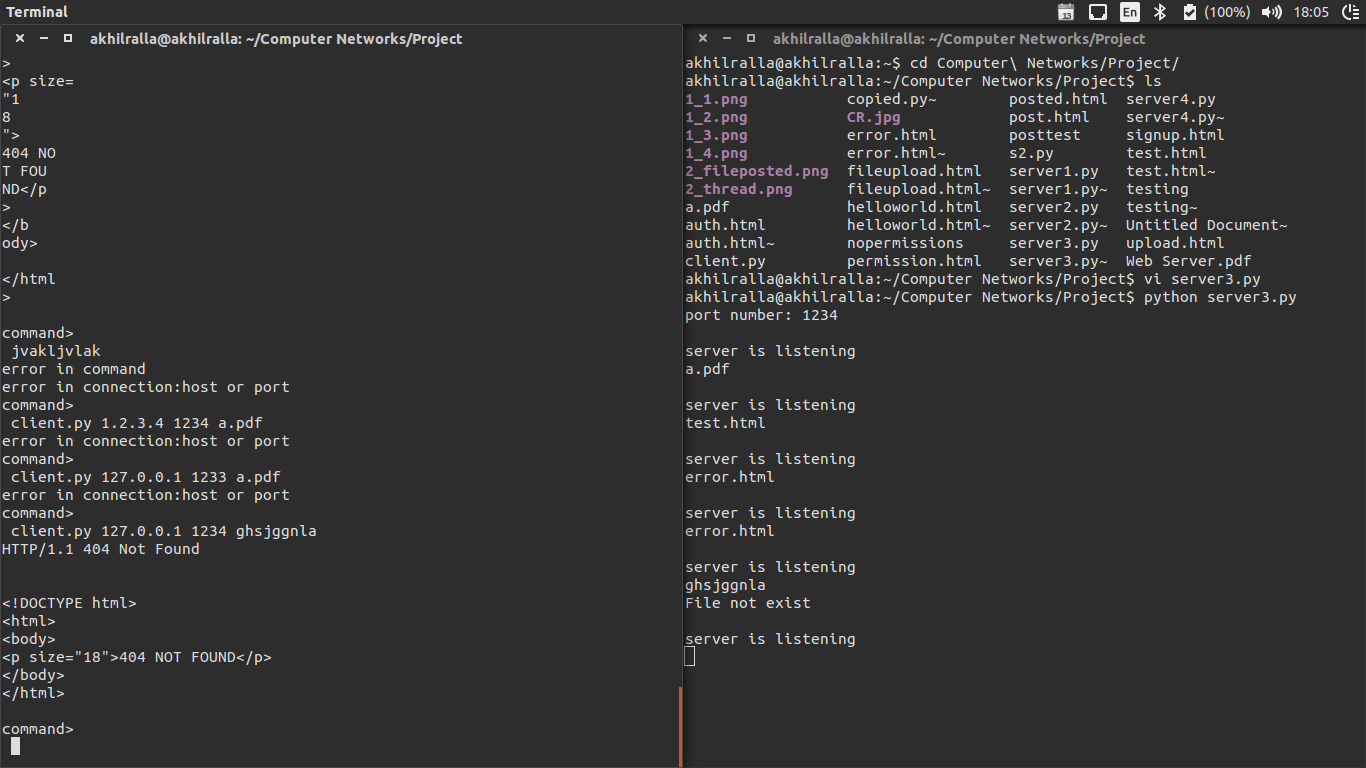 Terminal
13 En (100%) 18:05
akhilralla@akhilralla: ~/Computer Networks/Project
>
<p size=
"1
8
">
404 NO
T FOU
ND</p
>
</b
ody>
</html
>
command>
jvakljvlak
error in command
error in connection:host or port
command>
client.py 1.2.3.4 1234 a.pdf
error in connection:host or port
command>
client.py 127.0.0.1 1233 a.pdf
error in connection:host or port
command>
client.py 127.0.0.1 1234 ghsjggnla
HTTP/1.1 404 Not Found
<!DOCTYPE html>
<html>
<body>
<p size="18">404 NOT FOUND</p>
</body>
</html>
command>
akhilralla@akhilralla: ~/Computer Networks/Project
akhilralla@akhilralla:~$ cd Computer\ Networks/Project/
akhilralla@akhilralla:~/Computer Networks/Project$ ls
1_1.png copied.py~ posted.html server4.py
1_2.png CR.jpg post.html server4.py~
1_3.png error.html posttest signup.html
1_4.png error.html~ s2.py test.html
2_fileposted.png fileupload.html server1.py test.html~
2_thread.png fileupload.html~ server1.py~ testing
a.pdf helloworld.html server2.py testing~
auth.html helloworld.html~ server2.py~ Untitled Document~
auth.html~ nopermissions server3.py upload.html
client.py permission.html server3.py~ Web Server.pdf
akhilralla@akhilralla:~/Computer Networks/Project$ vi server3.py
akhilralla@akhilralla:~/Computer Networks/Project$ python server3.py
port number: 1234
server is listening
a.pdf
server is listening
test.html
server is listening
error.html
server is listening
error.html
server is listening
ghsjggnla
File not exist
server is listening